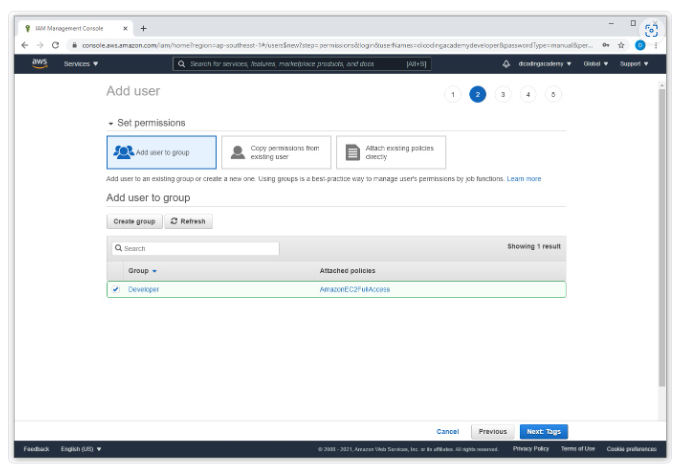 IAM Management Console
console.aws.amazon.com/iam/home?region=ap-southeast-1#/users$new?step=permissions&login&userNames=dicodingacademydeveloper&passwordType=manual&per...
aws Services Search for services, features, marketplace products, and docs [Alt+S] dicodingacademy Global Support
Add user 1 2 3 4 5
Set permissions
Add user to group
Copy permissions from existing user
Attach existing policies directly
Add user to an existing group or create a new one. Using groups is a best-practice way to manage user's permissions by job functions. Learn more
Add user to group
Create group Refresh
Search Showing 1 result
Group Attached policies
Developer AmazonEC2FullAccess
Cancel Previous Next: Tags
Feedback English (US) © 2008 - 2021, Amazon Web Services, Inc. or its affiliates. All rights reserved. Privacy Policy Terms of Use Cookie preferences